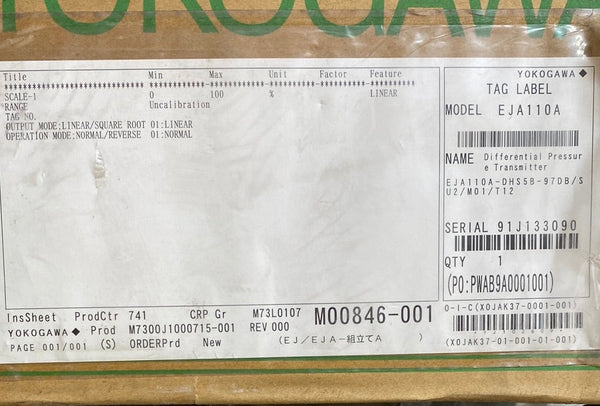 YOKOGAWA
Title Min Max Unit Factor Feature
SCALE-1 0 100 % LINEAR
RANGE Uncalibration
TAG NO.
OUTPUT MODE;LINEAR/SQUARE ROOT 01:LINEAR
OPERATION MODE;NORMAL/REVERSE 01:NORMAL
InsSheet ProdCtr 741 CRP Gr M73L0107 M00846-001
YOKOGAWA◆ Prod M7300J1000715-001 REV 000
PAGE 001/001 (S) ORDERPrd New (EJ/EJA-組立てA)
YOKOGAWA◆
TAG LABEL
MODEL EJA110A
NAME Differential Pressur
e Transmitter
EJA110A-DHS5B-97DB/S
U2/M01/T12
SERIAL 91J133090
QTY 1
(PO:PWAB9A0001001)
O-I-C(X0JAK37-0001-0001)
(X0JAK37-01-001-01-001)